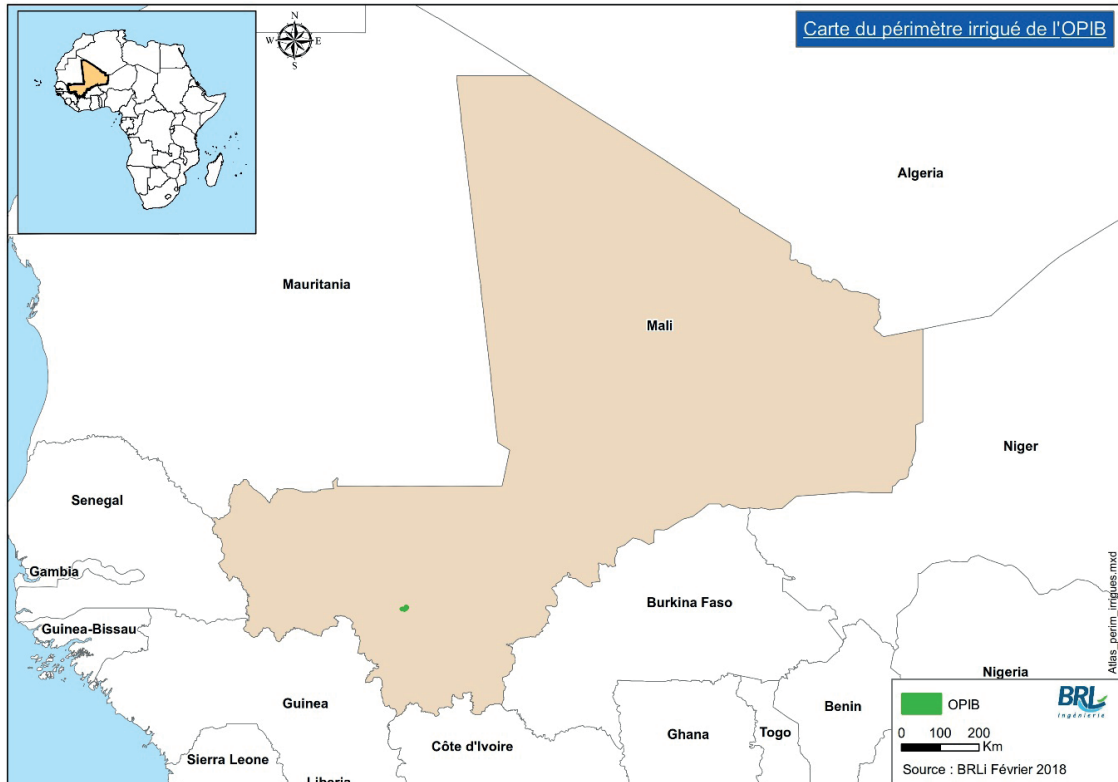 Carte du périmètre irrigué de l'OPIB
N
W
E
S
Algeria
Mauritania
Mali
Niger
Senegal
Gambia
Burkina Faso
Guinea-Bissau
Nigeria
Guinea
Benin
Ghana
Togo
Côte d'Ivoire
Sierra Leone
Liberia
Atlas_perim_irrigues.mxd
OPIB
BRL
ingénierie
0 100 200
Km
Source : BRLi Février 2018